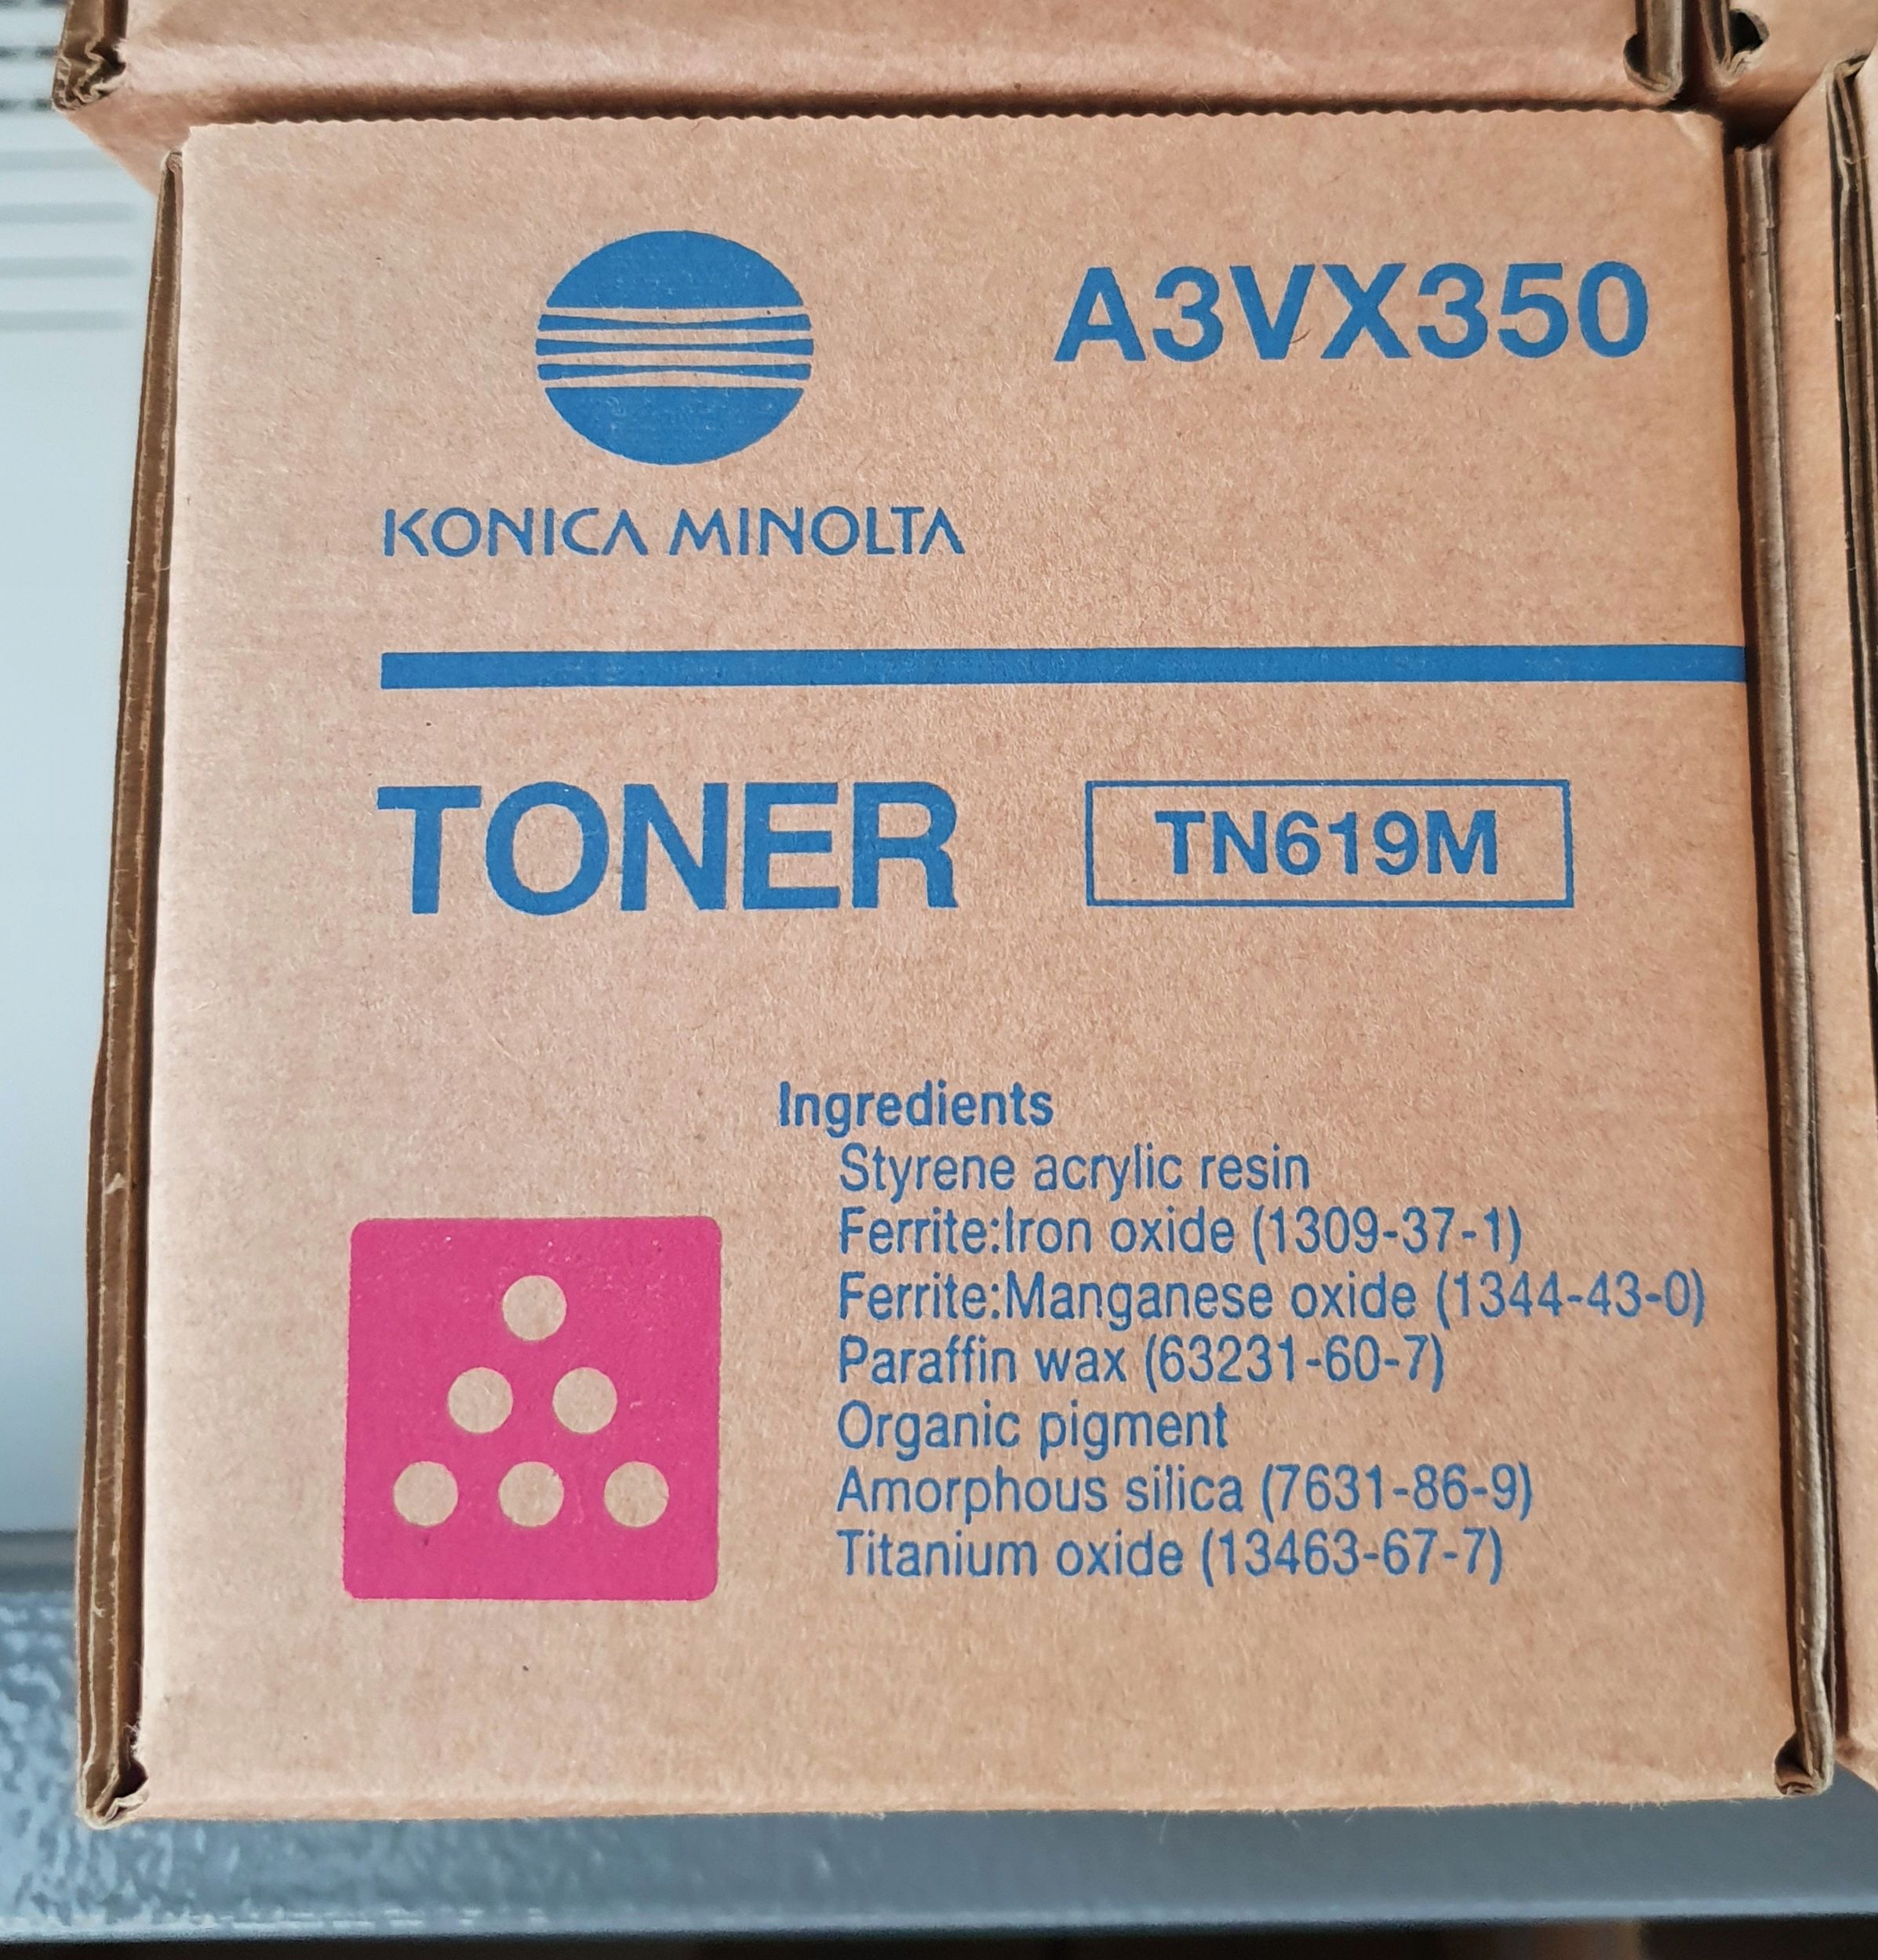 A3VX350
KONICA MINOLTA
TONER TN619M
Ingredients
Styrene acrylic resin
Ferrite:Iron oxide (1309-37-1)
Ferrite:Manganese oxide (1344-43-0)
Paraffin wax (63231-60-7)
Organic pigment
Amorphous silica (7631-86-9)
Titanium oxide (13463-67-7)